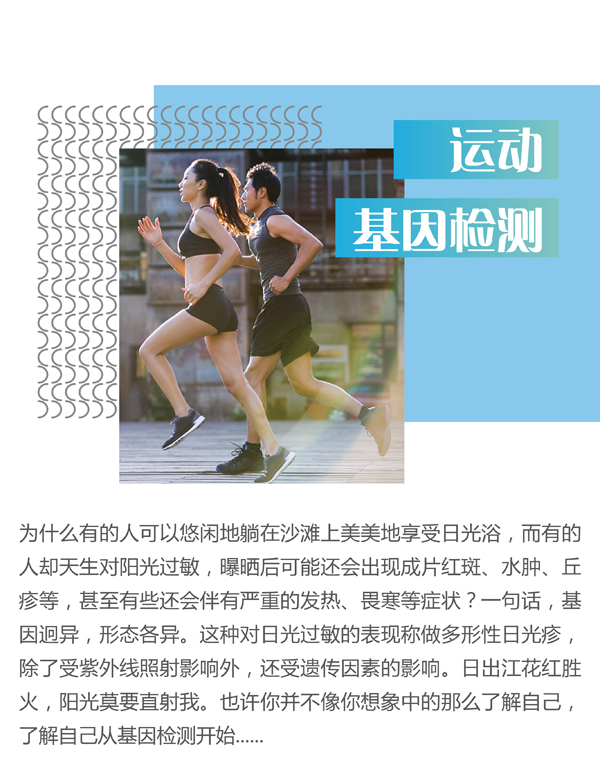 运动
基因检测
为什么有的人可以悠闲地躺在沙滩上美美地享受日光浴，而有的
人却天生对阳光过敏，曝晒后可能还会出现成片红斑、水肿、丘
疹等，甚至有些还会伴有严重的发热、畏寒等症状？一句话，基
因迥异，形态各异。这种对日光过敏的表现称做多形性日光疹，
除了受紫外线照射影响外，还受遗传因素的影响。日出江花红胜
火，阳光莫要直射我。也许你并不像你想象中的那么了解自己，
了解自己从基因检测开始......